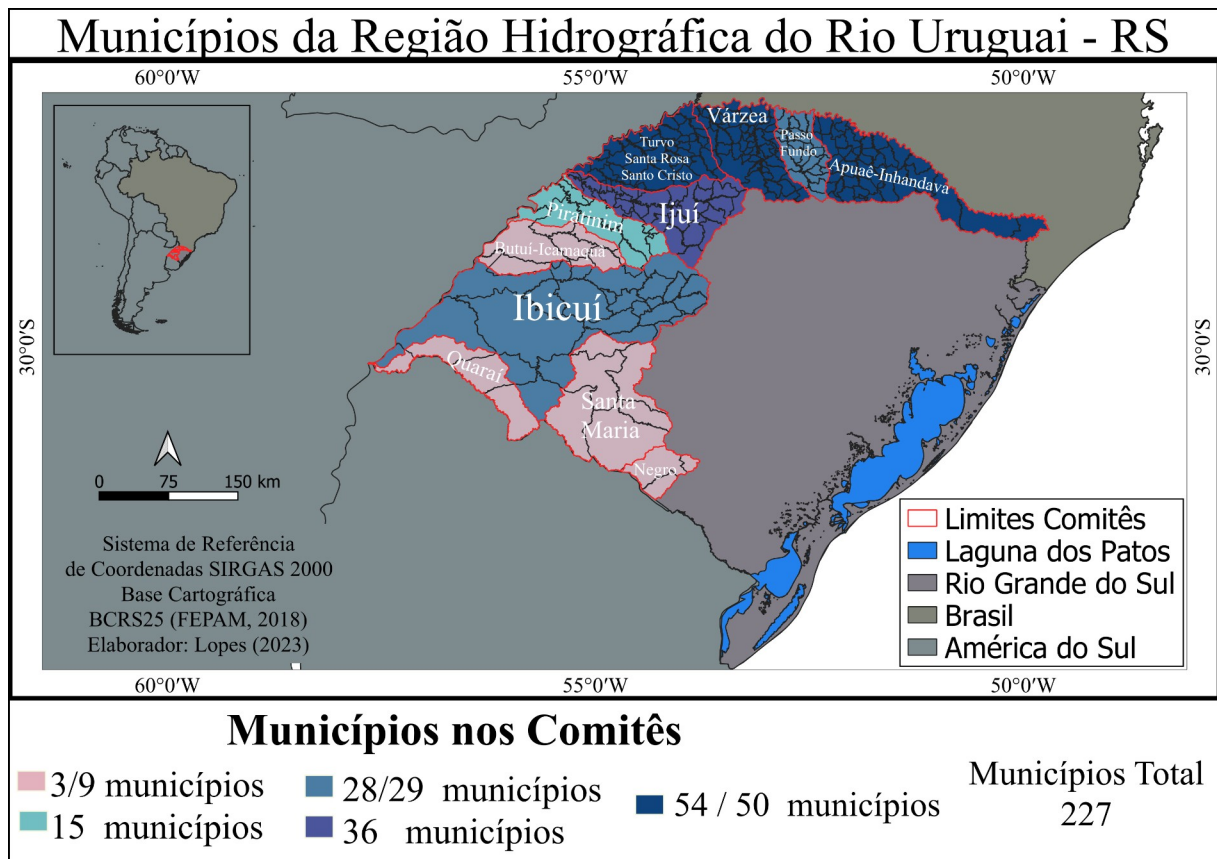 Municípios da Região Hidrográfica do Rio Uruguai - RS
60°0'W
55°0'W
50°0'W
30°0'S
30°0'S
Várzea
Turvo
Santa Rosa
Santo Cristo
Passo
Fundo
Apuaê-Inhandava
Ijuí
Piratinim
Butuí-Icamaquã
Ibicuí
Quaraí
Santa
Maria
Negro
0 75 150 km
Sistema de Referência
de Coordenadas SIRGAS 2000
Base Cartográfica
BCRS25 (FEPAM, 2018)
Elaborador: Lopes (2023)
Limites Comitês
Laguna dos Patos
Rio Grande do Sul
Brasil
América do Sul
60°0'W
55°0'W
50°0'W
Municípios nos Comitês
3/9 municípios
15 municípios
28/29 municípios
36 municípios
54 / 50 municípios
Municípios Total
227